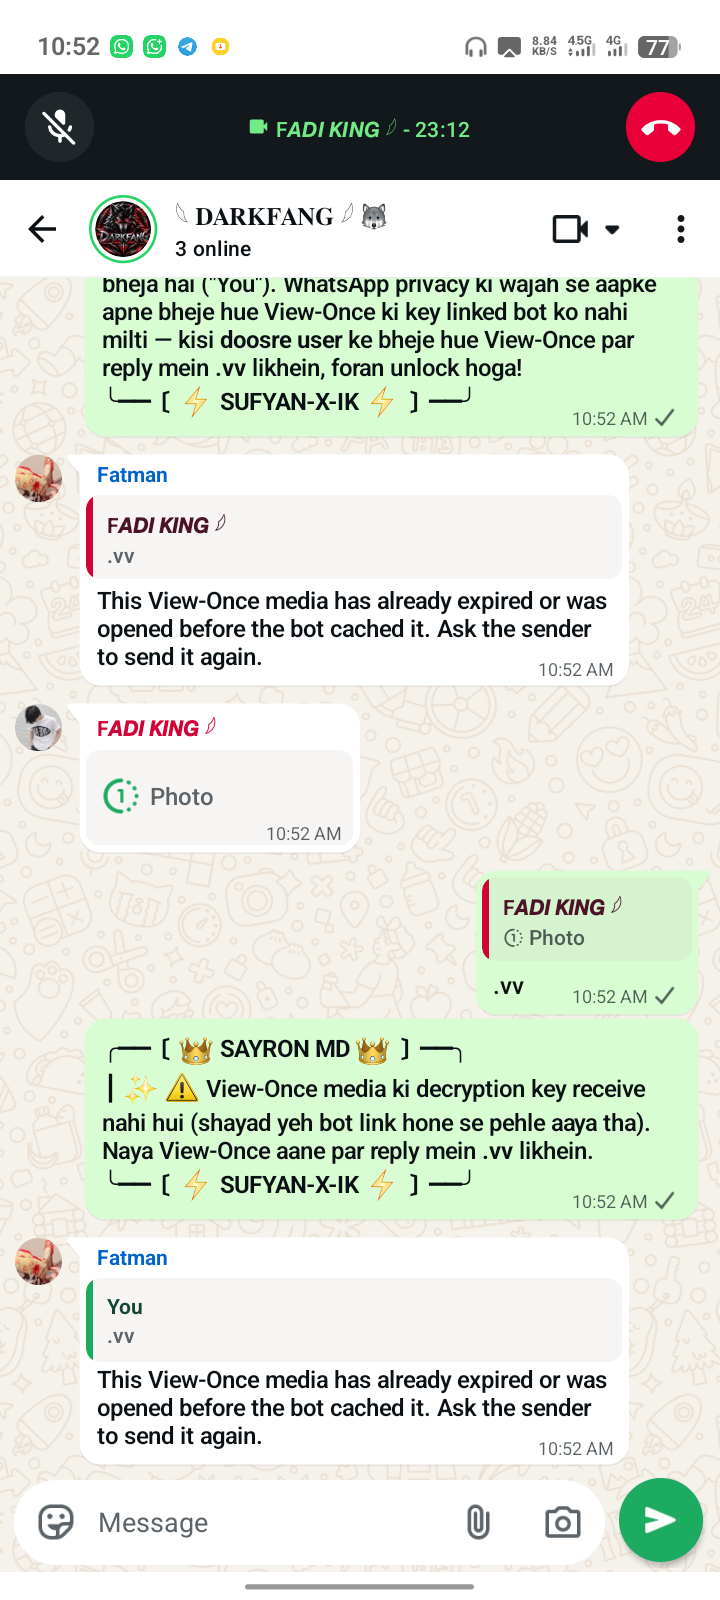 10:52
8.84 KB/S 4.5G 4G 77
FADI KING - 23:12
DARKFANG
3 online
bheja hai ("You"). WhatsApp privacy ki wajah se aapke
apne bheje hue View-Once ki key linked bot ko nahi
milti — kisi doosre user ke bheje hue View-Once par
reply mein .vv likhein, foran unlock hoga!
╰── [ ⚡ SUFYAN-X-IK ⚡ ] ──╯
10:52 AM
Fatman
FADI KING
.vv
This View-Once media has already expired or was
opened before the bot cached it. Ask the sender
to send it again.
10:52 AM
FADI KING
1 Photo
10:52 AM
FADI KING
1 Photo
.vv
10:52 AM
╭── [ 👑 SAYRON MD 👑 ] ──╮
| ✨ ⚠️ View-Once media ki decryption key receive
nahi hui (shayad yeh bot link hone se pehle aaya tha).
Naya View-Once aane par reply mein .vv likhein.
╰── [ ⚡ SUFYAN-X-IK ⚡ ] ──╯
10:52 AM
Fatman
You
.vv
This View-Once media has already expired or was
opened before the bot cached it. Ask the sender
to send it again.
10:52 AM
Message